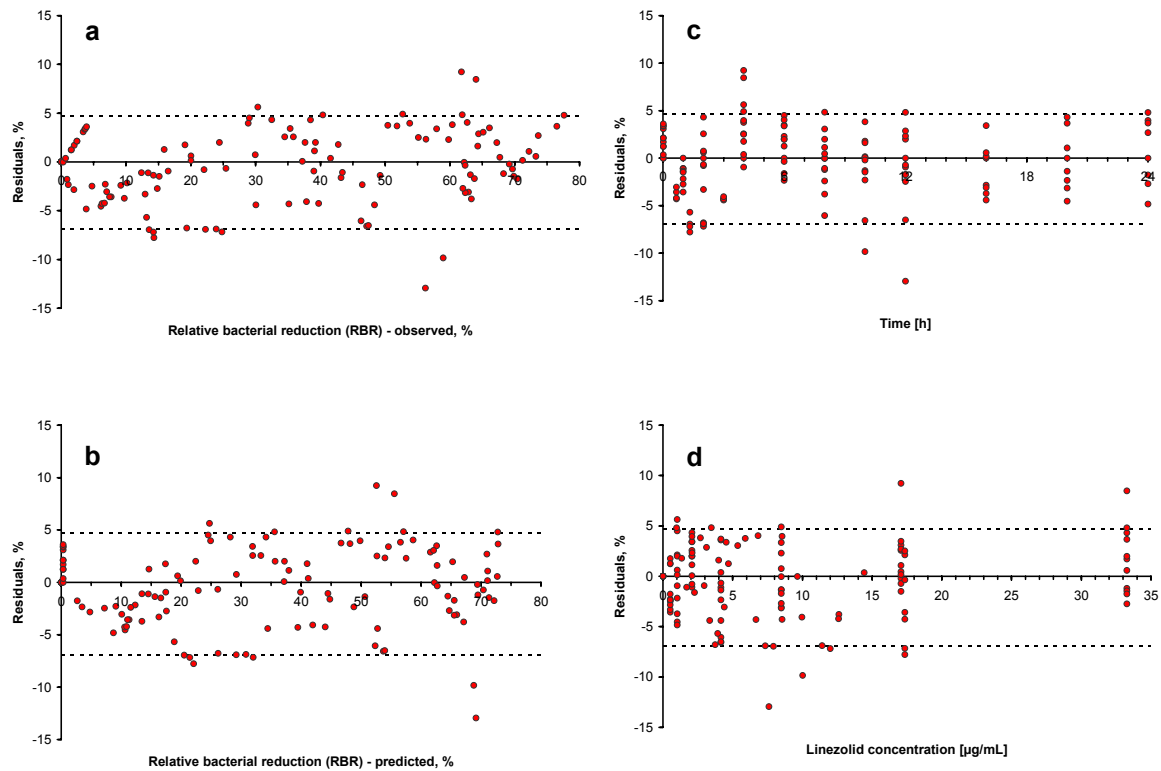 a
Residuals, %
15
10
5
0
-5
-10
-15
0 10 20 30 40 50 60 70 80
Relative bacterial reduction (RBR) - observed, %
c
Residuals, %
15
10
5
0
-5
-10
-15
0 6 12 18 24
Time [h]
b
Residuals, %
15
10
5
0
-5
-10
-15
0 10 20 30 40 50 60 70 80
Relative bacterial reduction (RBR) - predicted, %
d
Residuals, %
15
10
5
0
-5
-10
-15
0 5 10 15 20 25 30 35
Linezolid concentration [µg/mL]